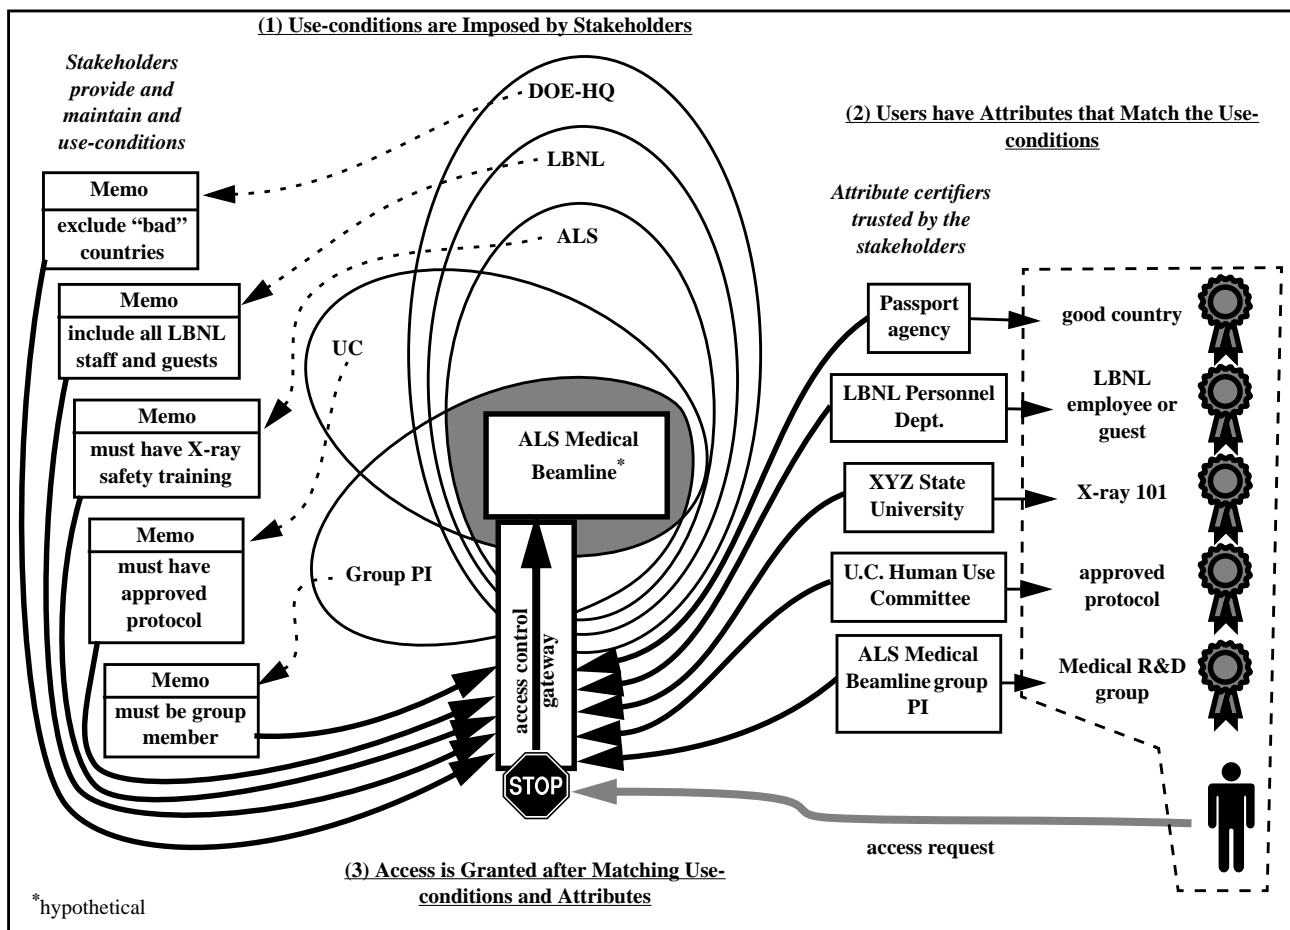 (1) Use-conditions are Imposed by Stakeholders
Stakeholders
provide and
maintain and
use-conditions
Memo
exclude “bad”
countries
Memo
include all LBNL
staff and guests
Memo
must have X-ray
safety training
Memo
must have
approved
protocol
Memo
must be group
member
DOE-HQ
LBNL
ALS
UC
Group PI
ALS Medical
Beamline*
access control
gateway
STOP
(2) Users have Attributes that Match the Use-
conditions
Attribute certifiers
trusted by the
stakeholders
Passport
agency
good country
LBNL Personnel
Dept.
LBNL
employee or
guest
XYZ State
University
X-ray 101
U.C. Human Use
Committee
approved
protocol
ALS Medical
Beamline group
PI
Medical R&D
group
access request
(3) Access is Granted after Matching Use-
conditions and Attributes
*hypothetical